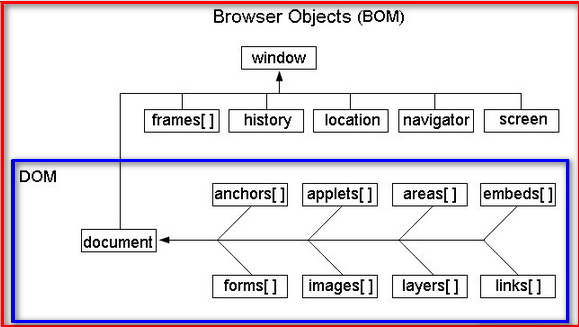 Browser Objects (BOM)
window
frames[ ] history location navigator screen
DOM
anchors[ ] applets[ ] areas[ ] embeds[ ]
document
forms[ ] images[ ] layers[ ] links[ ]